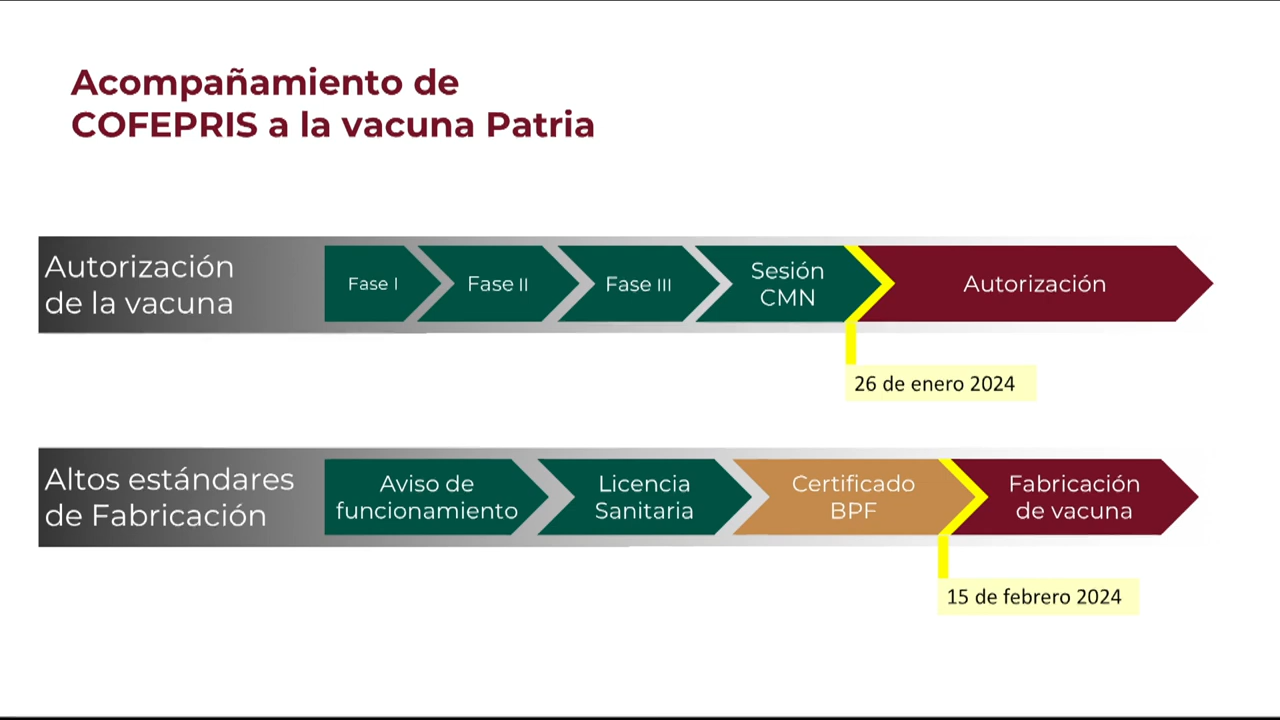 Acompañamiento de
COFEPRIS a la vacuna Patria
Autorización
de la vacuna
Fase I
Fase II
Fase III
Sesión
CMN
Autorización
26 de enero 2024
Altos estándares
de Fabricación
Aviso de
funcionamiento
Licencia
Sanitaria
Certificado
BPF
Fabricación
de vacuna
15 de febrero 2024